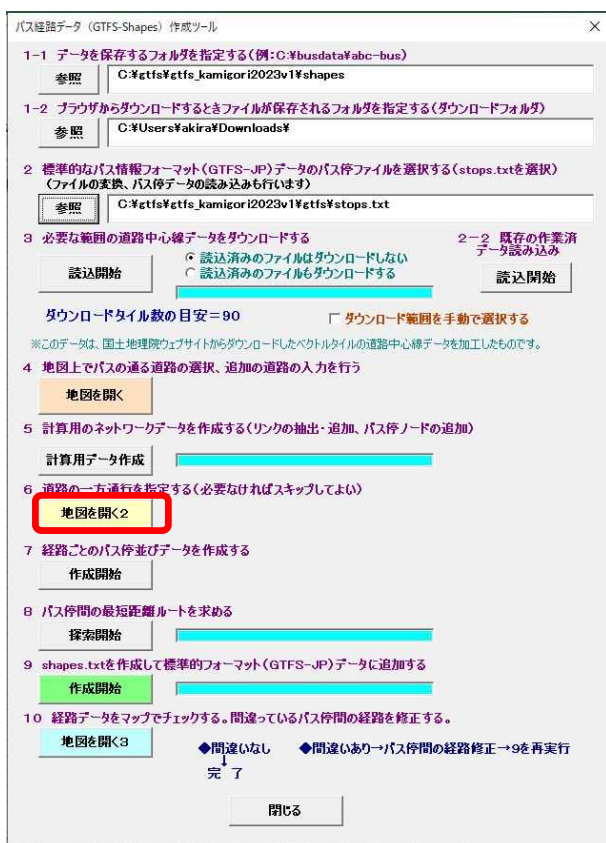 バス経路データ（GTFS-Shapes）作成ツール
1-1 データを保存するフォルダを指定する（例：C:¥busdata¥abc-bus）
参照 C:¥gtfs¥gtfs_kamigori2023v1¥shapes
1-2 ブラウザからダウンロードするときファイルが保存されるフォルダを指定する（ダウンロードフォルダ）
参照 C:¥Users¥akira¥Downloads¥
2 標準的なバス情報フォーマット（GTFS-JP）データのバス停ファイルを選択する（stops.txtを選択）
（ファイルの変換、バス停データの読み込みも行います）
参照 C:¥gtfs¥gtfs_kamigori2023v1¥gtfs¥stops.txt
3 必要な範囲の道路中心線データをダウンロードする
読込開始
読込済みのファイルはダウンロードしない
読込済みのファイルもダウンロードする
2-2 既存の作業済
データ読み込み
読込開始
ダウンロードタイル数の目安=90 ダウンロード範囲を手動で選択する
※このデータは、国土地理院ウェブサイトからダウンロードしたベクトルタイルの道路中心線データを加工したものです。
4 地図上でバスの通る道路の選択、追加の道路の入力を行う
地図を開く
5 計算用のネットワークデータを作成する（リンクの抽出・追加、バス停ノードの追加）
計算用データ作成
6 道路の一方通行を指定する（必要なければスキップしてよい）
地図を開く2
7 経路ごとのバス停並びデータを作成する
作成開始
8 バス停間の最短距離ルートを求める
探索開始
9 shapes.txtを作成して標準的フォーマット（GTFS-JP）データに追加する
作成開始
10 経路データをマップでチェックする。間違っているバス停間の経路を修正する。
地図を開く3
◆間違いなし ◆間違いあり→バス停間の経路修正→9を再実行
↓
完 了
閉じる